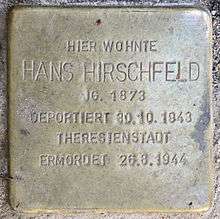 HIER WOHNTE
HANS HIRSCHFELD
JG. 1873
DEPORTIERT 30.10.1943
THERESIENSTADT
ERMORDET 26.8.1944